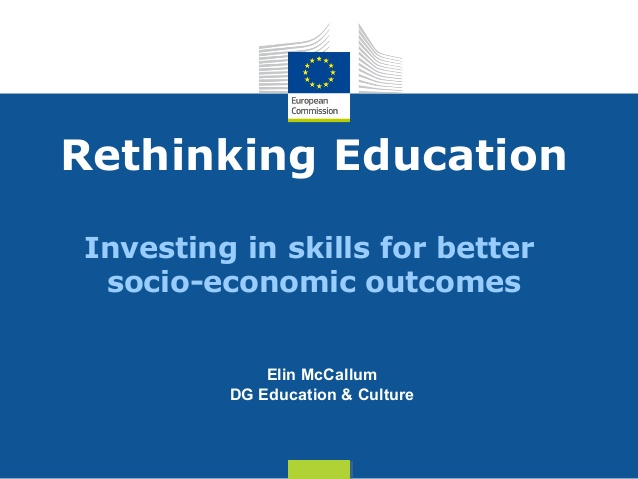 European
Commission
Rethinking Education
Investing in skills for better
socio-economic outcomes
Elin McCallum
DG Education & Culture